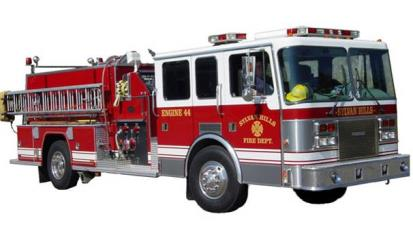 ENGINE 44
SYLVAN HILLS
FIRE DEPT.
SYLVAN HILLS